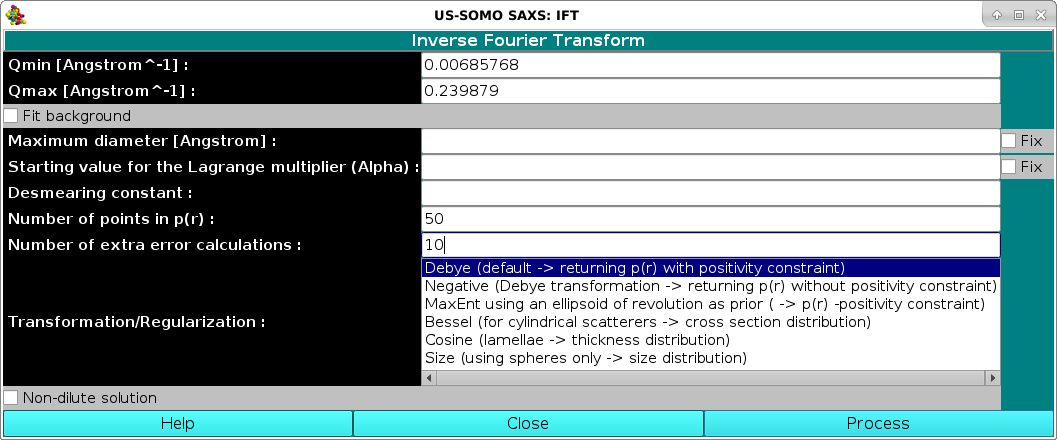 US-SOMO SAXS: IFT
Inverse Fourier Transform
Qmin [Angstrom^-1] : 0.00685768
Qmax [Angstrom^-1] : 0.239879
Fit background
Maximum diameter [Angstrom] : Fix
Starting value for the Lagrange multiplier (Alpha) : Fix
Desmearing constant :
Number of points in p(r) : 50
Number of extra error calculations : 10
Transformation/Regularization :
Debye (default -> returning p(r) with positivity constraint)
Negative (Debye transformation -> returning p(r) without positivity constraint)
MaxEnt using an ellipsoid of revolution as prior ( -> p(r) -positivity constraint)
Bessel (for cylindrical scatterers -> cross section distribution)
Cosine (lamellae -> thickness distribution)
Size (using spheres only -> size distribution)
Non-dilute solution
Help Close Process